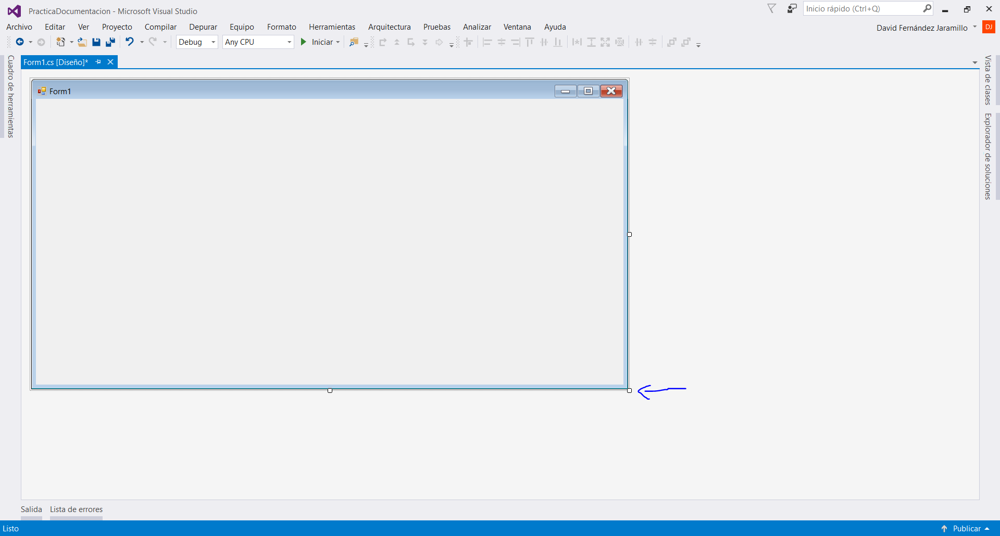 PracticaDocumentacion - Microsoft Visual Studio
Inicio rápido (Ctrl+Q)
Archivo Editar Ver Proyecto Compilar Depurar Equipo Formato Herramientas Arquitectura Pruebas Analizar Ventana Ayuda
David Fernández Jaramillo DJ
Debug Any CPU Iniciar
Cuadro de herramientas
Form1.cs [Diseño]*
Form1
Vista de clases
Explorador de soluciones
Salida Lista de errores
Listo
Publicar